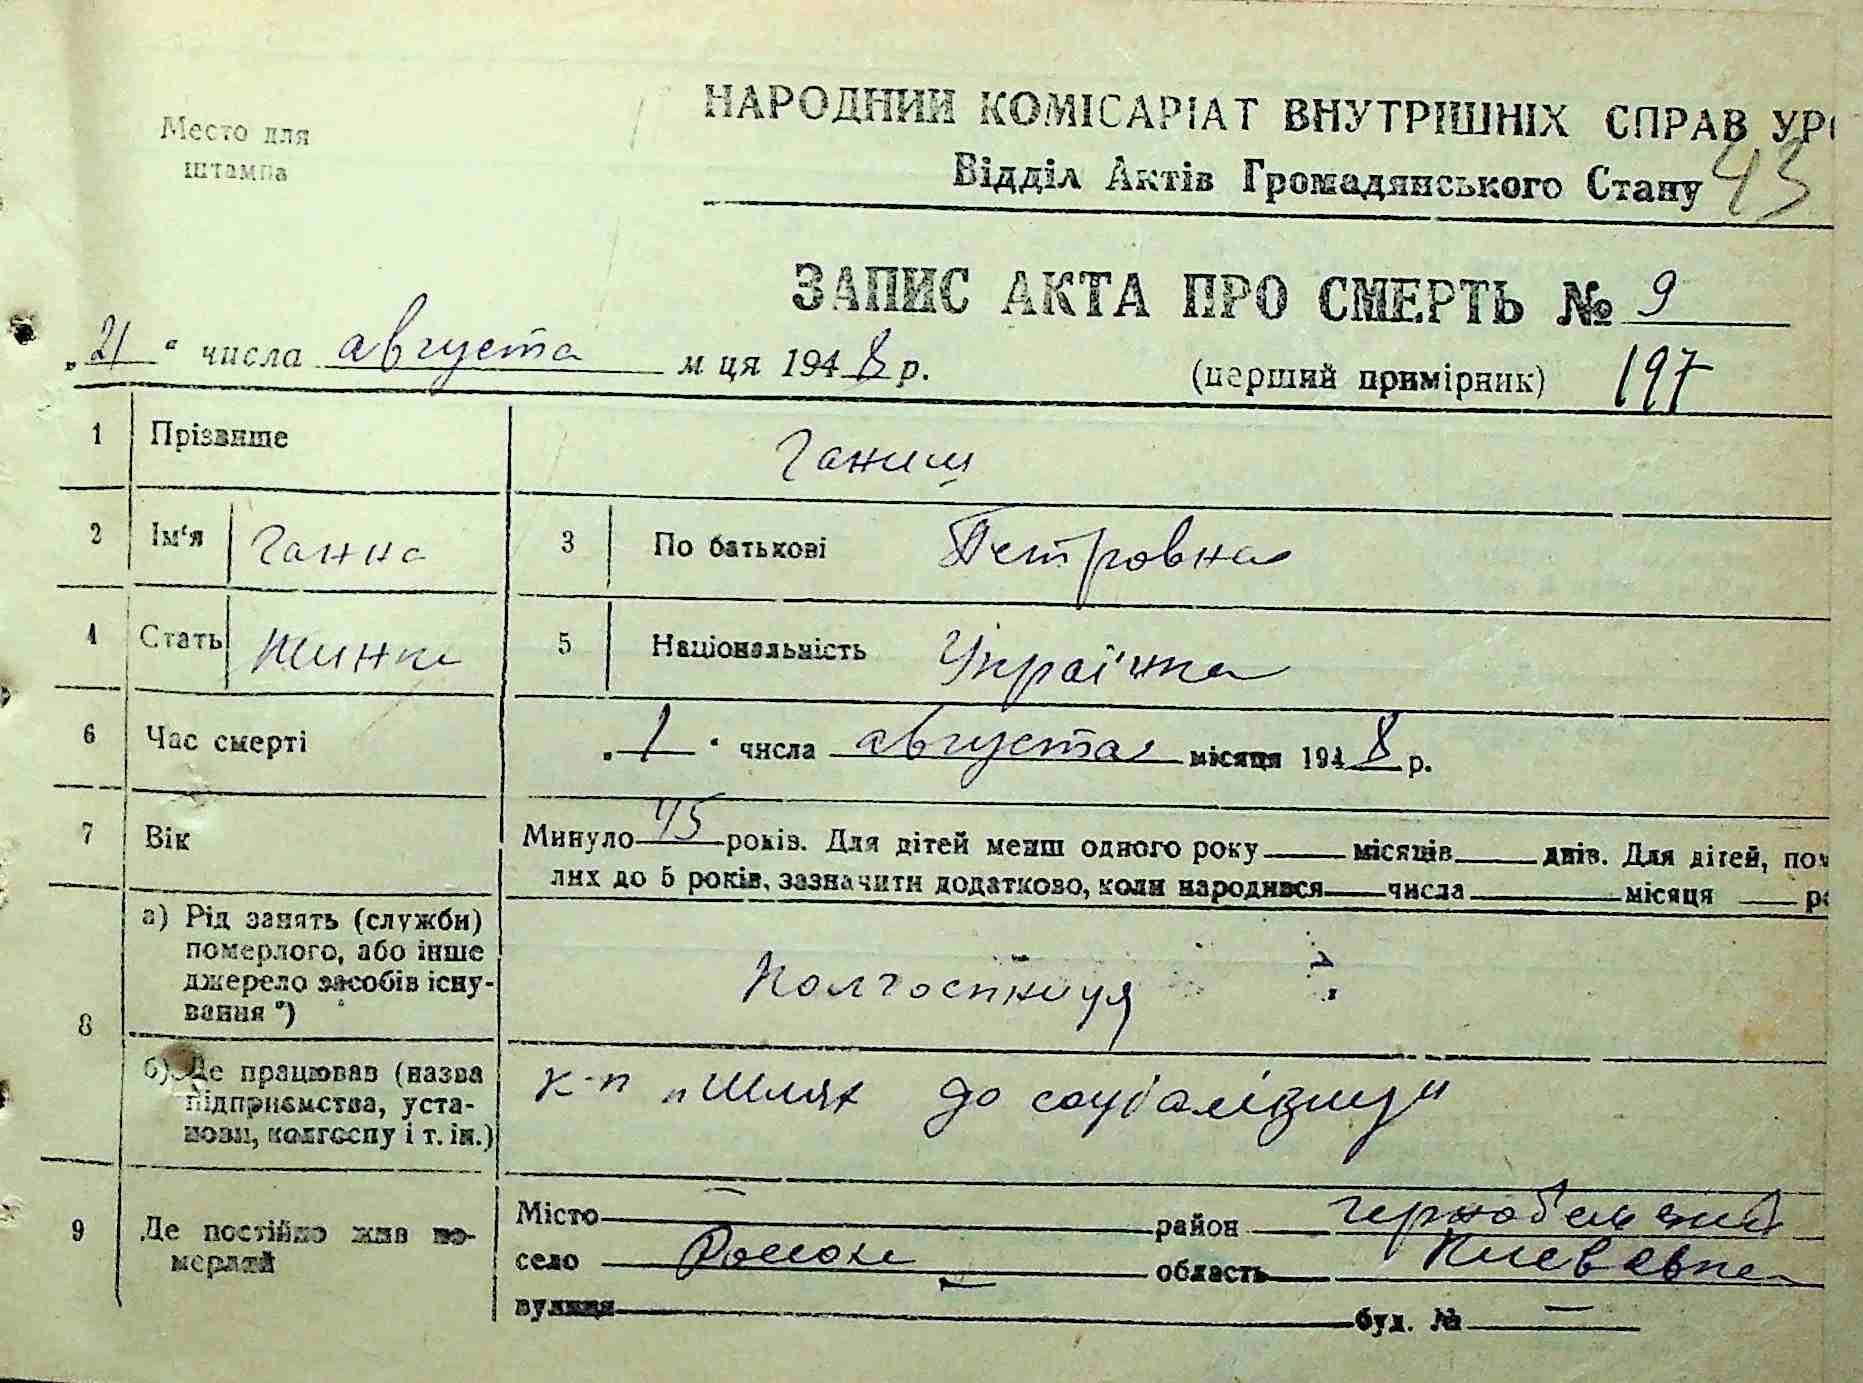 Место для
штампа
НАРОДНИЙ КОМІСАРІАТ ВНУТРІШНІХ СПРАВ УР
Відділ Актів Громадянського Стану 43
ЗАПИС АКТА ПРО СМЕРТЬ № 9
„21“ числа августа м ця 1948 р.
(перший примірник) 197
1 Прізвище
2 Ім'я Ганна 3 По батькові Петровна
4 Стать Жинка 5 Національність Українка
6 Час смерті „1“ числа августа місяця 1948 р.
7 Вік Минуло 45 років. Для дітей менш одного року місяців днів. Для дітей, пом
лих до 5 років, зазначити додатково, коли народився числа місяця р
8 а) Рід занять (служби)
померлого, або інше
джерело засобів існу-
вання *) Колгоспниця
б) Де працював (назва
підприємства, уста-
нови, колгоспу і т. ін.) к-п „Шлях до соціалізму"
9 Де постійно жив по-
мерлий
Місто — район
село область
вулиця буд. № —